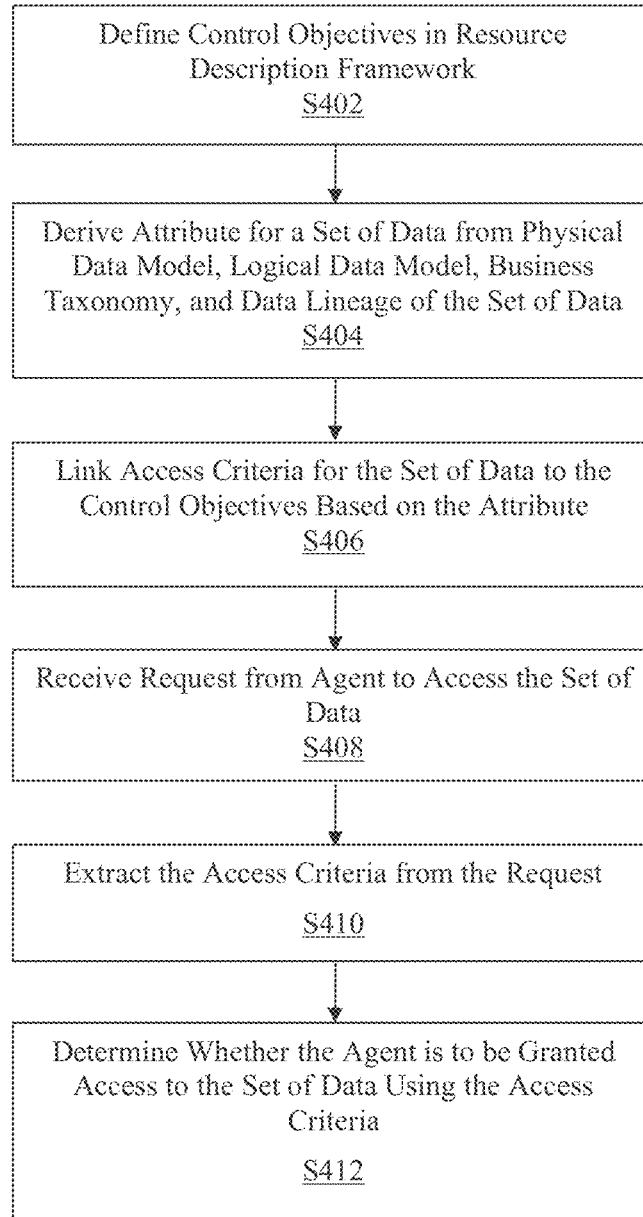 Define Control Objectives in Resource
Description Framework
S402
Derive Attribute for a Set of Data from Physical
Data Model, Logical Data Model, Business
Taxonomy, and Data Lineage of the Set of Data
S404
Link Access Criteria for the Set of Data to the
Control Objectives Based on the Attribute
S406
Receive Request from Agent to Access the Set of
Data
S408
Extract the Access Criteria from the Request
S410
Determine Whether the Agent is to be Granted
Access to the Set of Data Using the Access
Criteria
S412